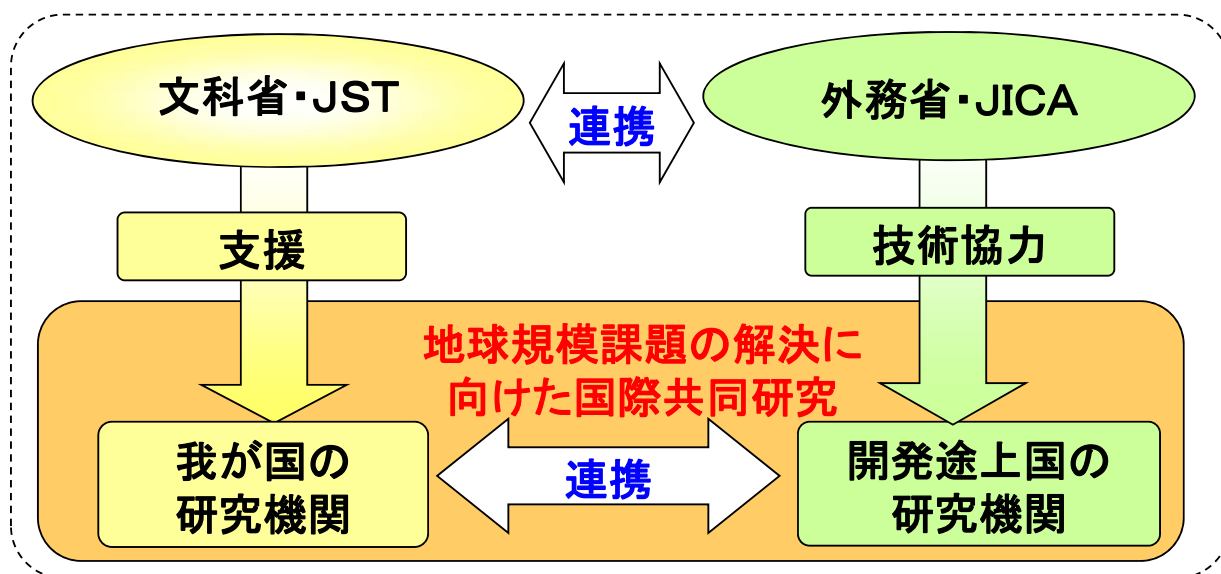 文科省・JST
連携
外務省・JICA
支援
技術協力
地球規模課題の解決に
向けた国際共同研究
我が国の
研究機関
連携
開発途上国の
研究機関